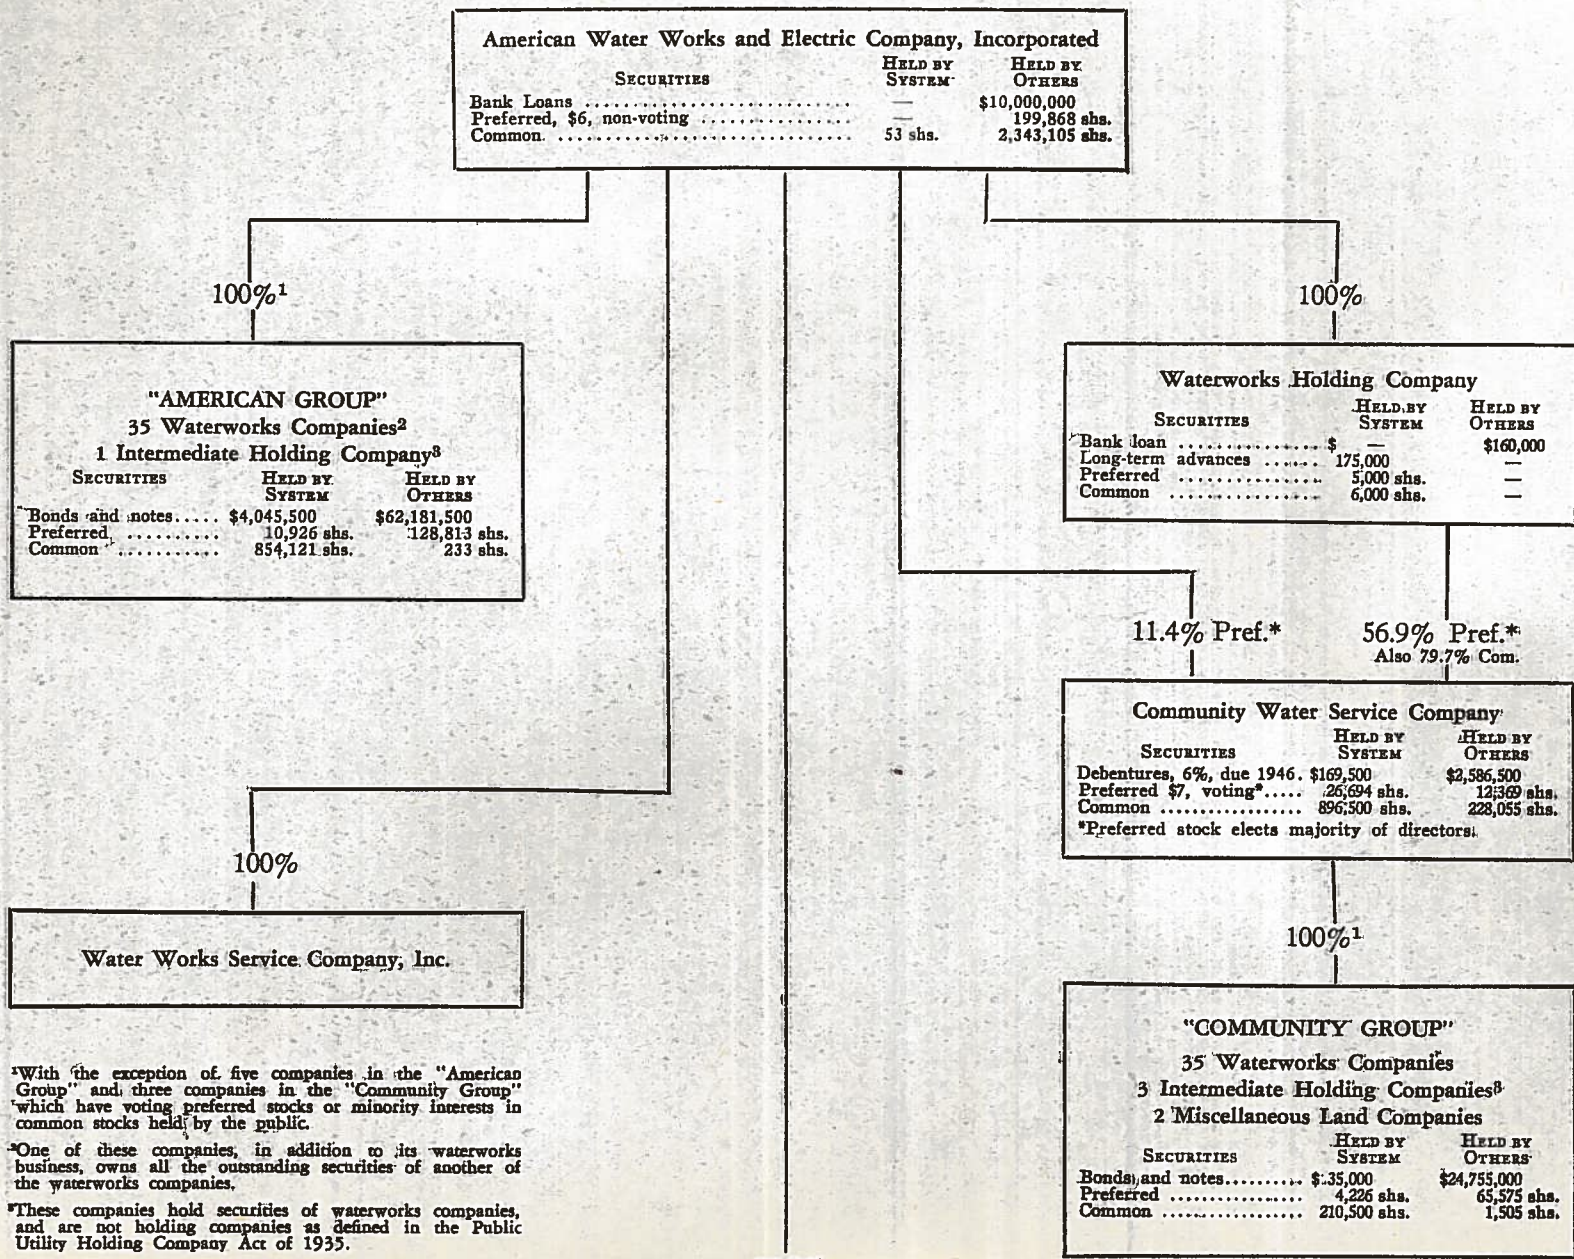 American Water Works and Electric Company, Incorporated
SECURITIES HELD BY SYSTEM HELD BY OTHERS
Bank Loans ............................ — $10,000,000
Preferred, $6, non-voting ................ — 199,868 shs.
Common ................................ 53 shs. 2,343,105 shs.
100%¹
100%
"AMERICAN GROUP"
35 Waterworks Companies²
1 Intermediate Holding Company³
SECURITIES HELD BY SYSTEM HELD BY OTHERS
Bonds and notes..... $4,045,500 $62,181,500
Preferred .......... 10,926 shs. 128,813 shs.
Common ........... 854,121 shs. 233 shs.
Waterworks Holding Company
SECURITIES HELD BY SYSTEM HELD BY OTHERS
Bank loan ............... $ — $160,000
Long-term advances ...... 175,000 —
Preferred ............... 5,000 shs. —
Common ................ 6,000 shs. —
11.4% Pref.*
56.9% Pref.*
Also 79.7% Com.
Community Water Service Company
SECURITIES HELD BY SYSTEM HELD BY OTHERS
Debentures, 6%, due 1946. $169,500 $2,586,500
Preferred $7, voting*..... 26,694 shs. 12,369 shs.
Common ................. 896,500 shs. 228,055 shs.
*Preferred stock elects majority of directors.
100%
Water Works Service Company, Inc.
100%¹
"COMMUNITY GROUP"
35 Waterworks Companies
3 Intermediate Holding Companies³
2 Miscellaneous Land Companies
SECURITIES HELD BY SYSTEM HELD BY OTHERS
Bonds and notes......... $ 35,000 $24,755,000
Preferred ................ 4,226 shs. 65,575 shs.
Common ................. 210,500 shs. 1,505 shs.
¹With the exception of five companies in the "American
Group" and three companies in the "Community Group"
which have voting preferred stocks or minority interests in
common stocks held by the public.
²One of these companies, in addition to its waterworks
business, owns all the outstanding securities of another of
the waterworks companies.
³These companies hold securities of waterworks companies,
and are not holding companies as defined in the Public
Utility Holding Company Act of 1935.